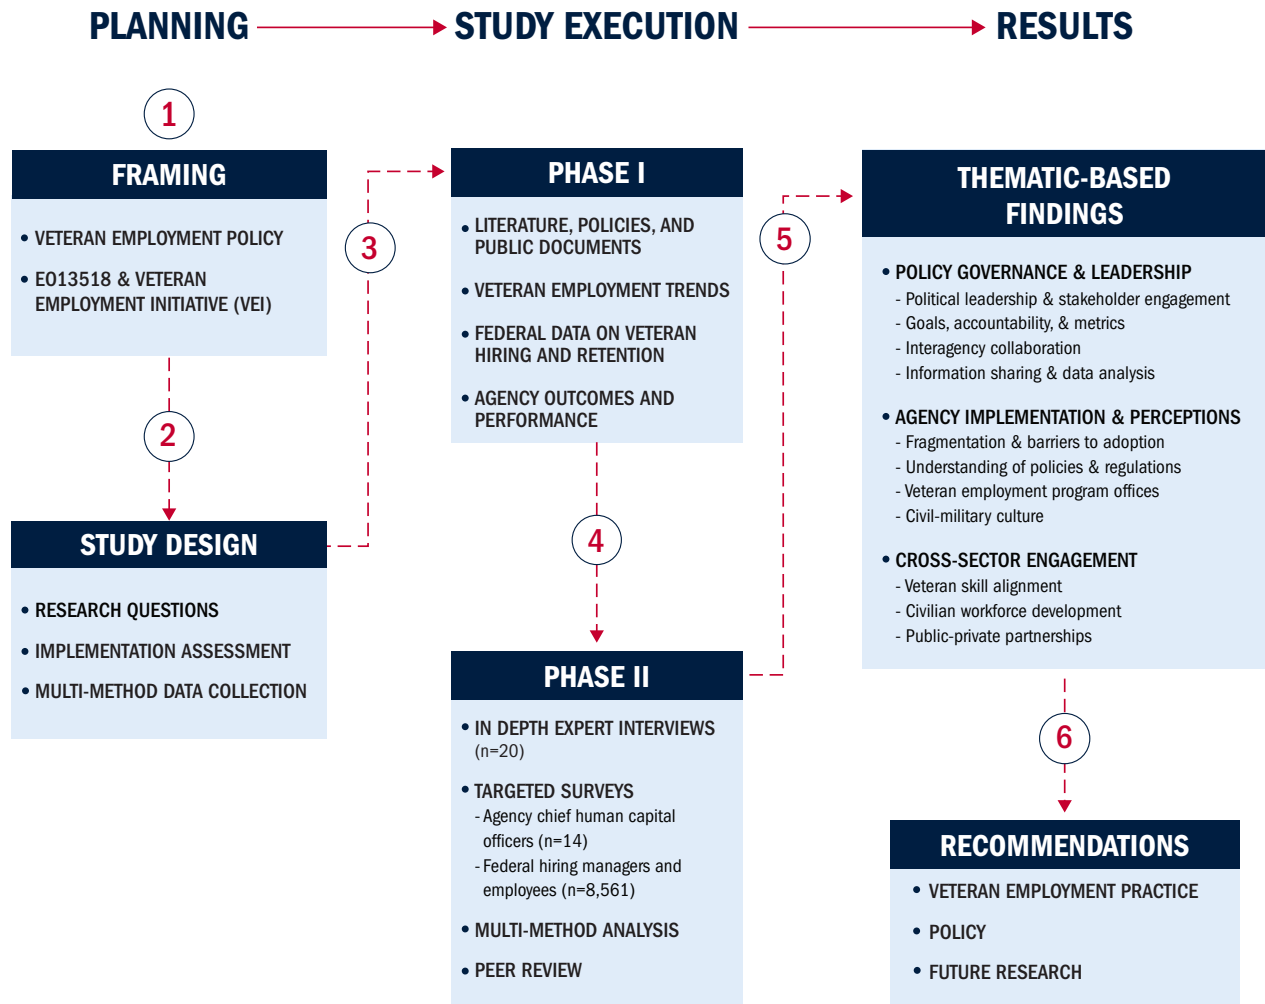 PLANNING
STUDY EXECUTION
RESULTS
1
FRAMING
• VETERAN EMPLOYMENT POLICY
• EO13518 & VETERAN
EMPLOYMENT INITIATIVE (VEI)
2
STUDY DESIGN
• RESEARCH QUESTIONS
• IMPLEMENTATION ASSESSMENT
• MULTI-METHOD DATA COLLECTION
3
PHASE I
• LITERATURE, POLICIES, AND
PUBLIC DOCUMENTS
• VETERAN EMPLOYMENT TRENDS
• FEDERAL DATA ON VETERAN
HIRING AND RETENTION
• AGENCY OUTCOMES AND
PERFORMANCE
4
PHASE II
• IN DEPTH EXPERT INTERVIEWS
(n=20)
• TARGETED SURVEYS
- Agency chief human capital
officers (n=14)
- Federal hiring managers and
employees (n=8,561)
• MULTI-METHOD ANALYSIS
• PEER REVIEW
5
THEMATIC-BASED
FINDINGS
• POLICY GOVERNANCE & LEADERSHIP
- Political leadership & stakeholder engagement
- Goals, accountability, & metrics
- Interagency collaboration
- Information sharing & data analysis
• AGENCY IMPLEMENTATION & PERCEPTIONS
- Fragmentation & barriers to adoption
- Understanding of policies & regulations
- Veteran employment program offices
- Civil-military culture
• CROSS-SECTOR ENGAGEMENT
- Veteran skill alignment
- Civilian workforce development
- Public-private partnerships
6
RECOMMENDATIONS
• VETERAN EMPLOYMENT PRACTICE
• POLICY
• FUTURE RESEARCH